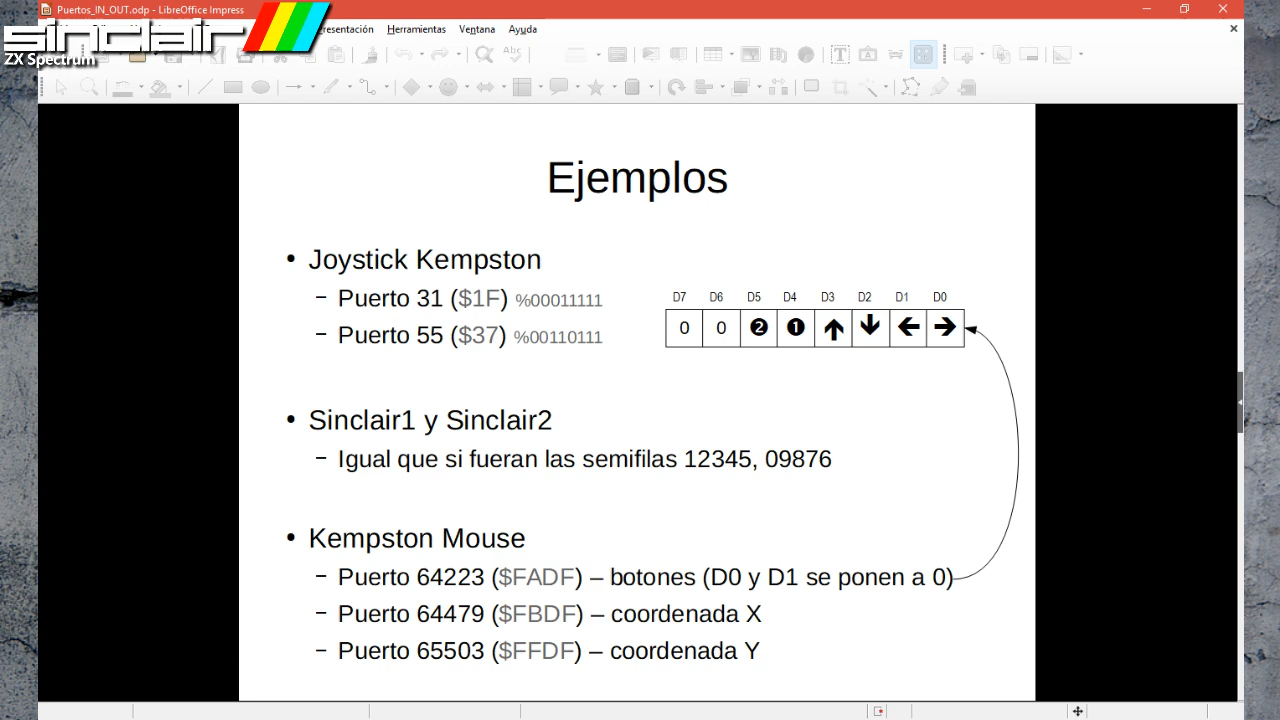 Puertos_IN_OUT.odp - LibreOffice Impress
sinclair
ZX Spectrum
resentación Herramientas Ventana Ayuda
Ejemplos
• Joystick Kempston
– Puerto 31 ($1F) %00011111
– Puerto 55 ($37) %00110111
D7 D6 D5 D4 D3 D2 D1 D0
0 0 ❷ ❶ 🡅 🡇 🡄 🡆
• Sinclair1 y Sinclair2
– Igual que si fueran las semifilas 12345, 09876
• Kempston Mouse
– Puerto 64223 ($FADF) – botones (D0 y D1 se ponen a 0)
– Puerto 64479 ($FBDF) – coordenada X
– Puerto 65503 ($FFDF) – coordenada Y